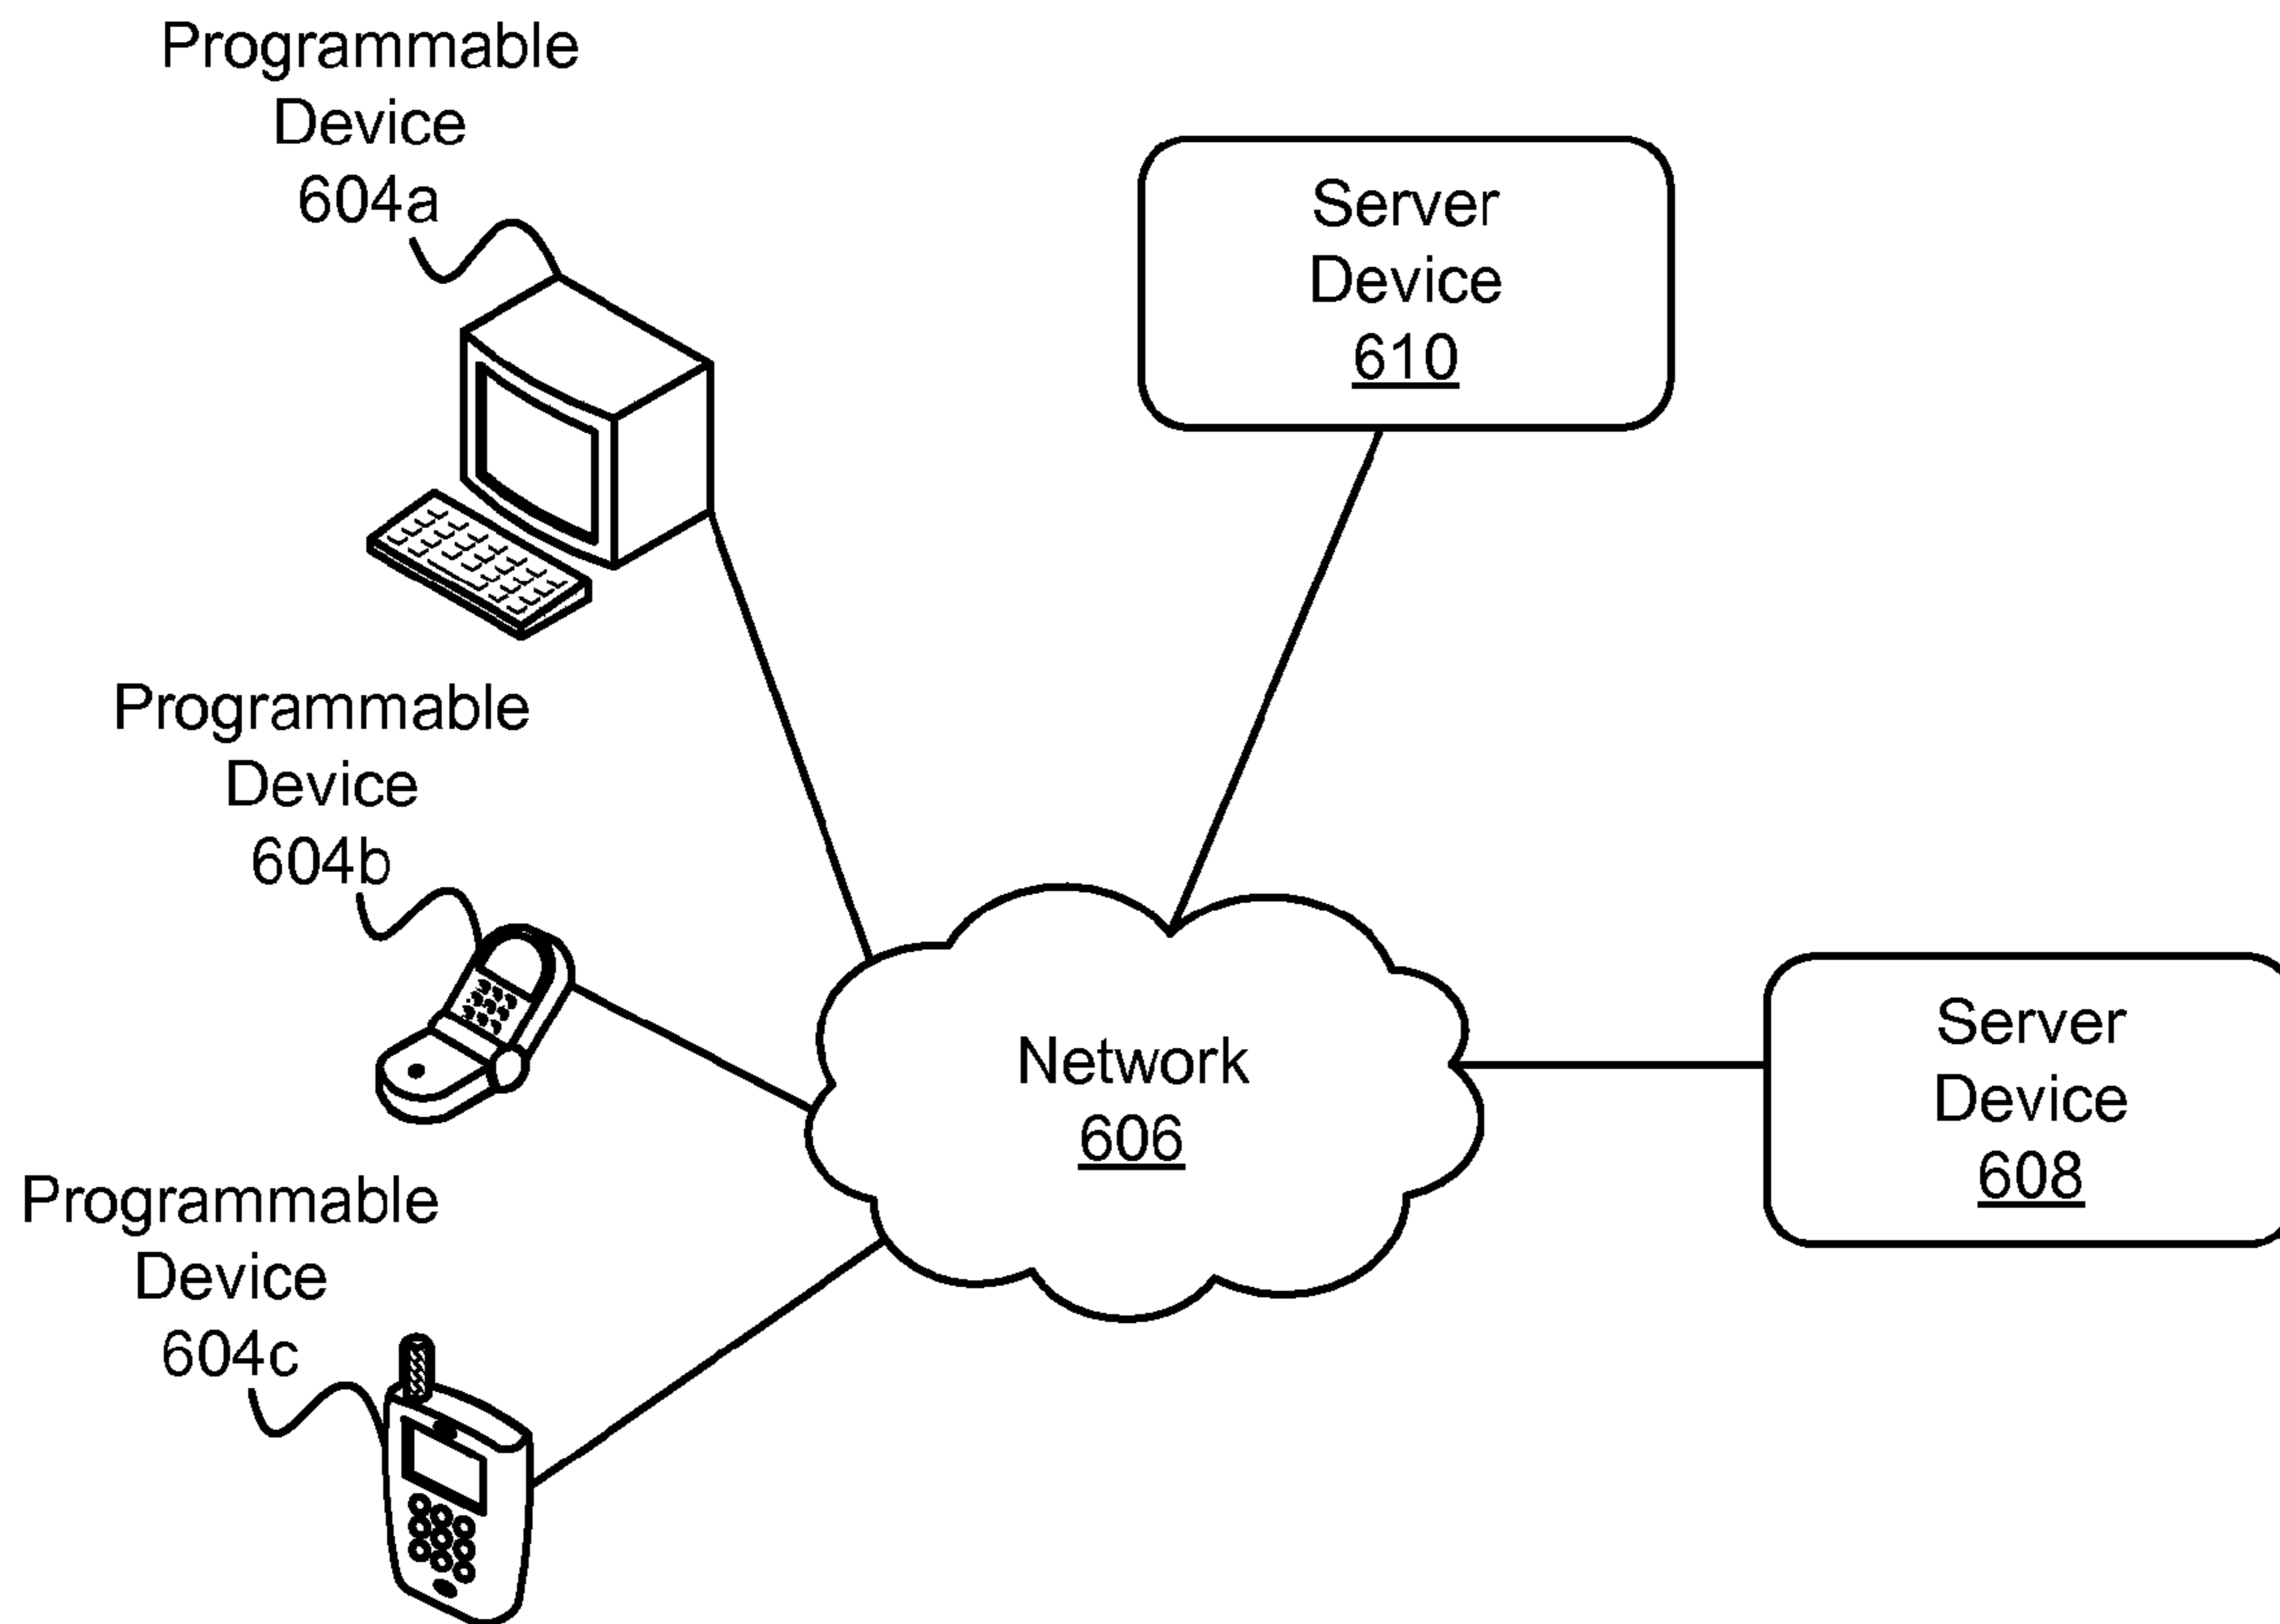 Programmable
Device
604a
Server
Device
610
Programmable
Device
604b
Network
606
Server
Device
608
Programmable
Device
604c